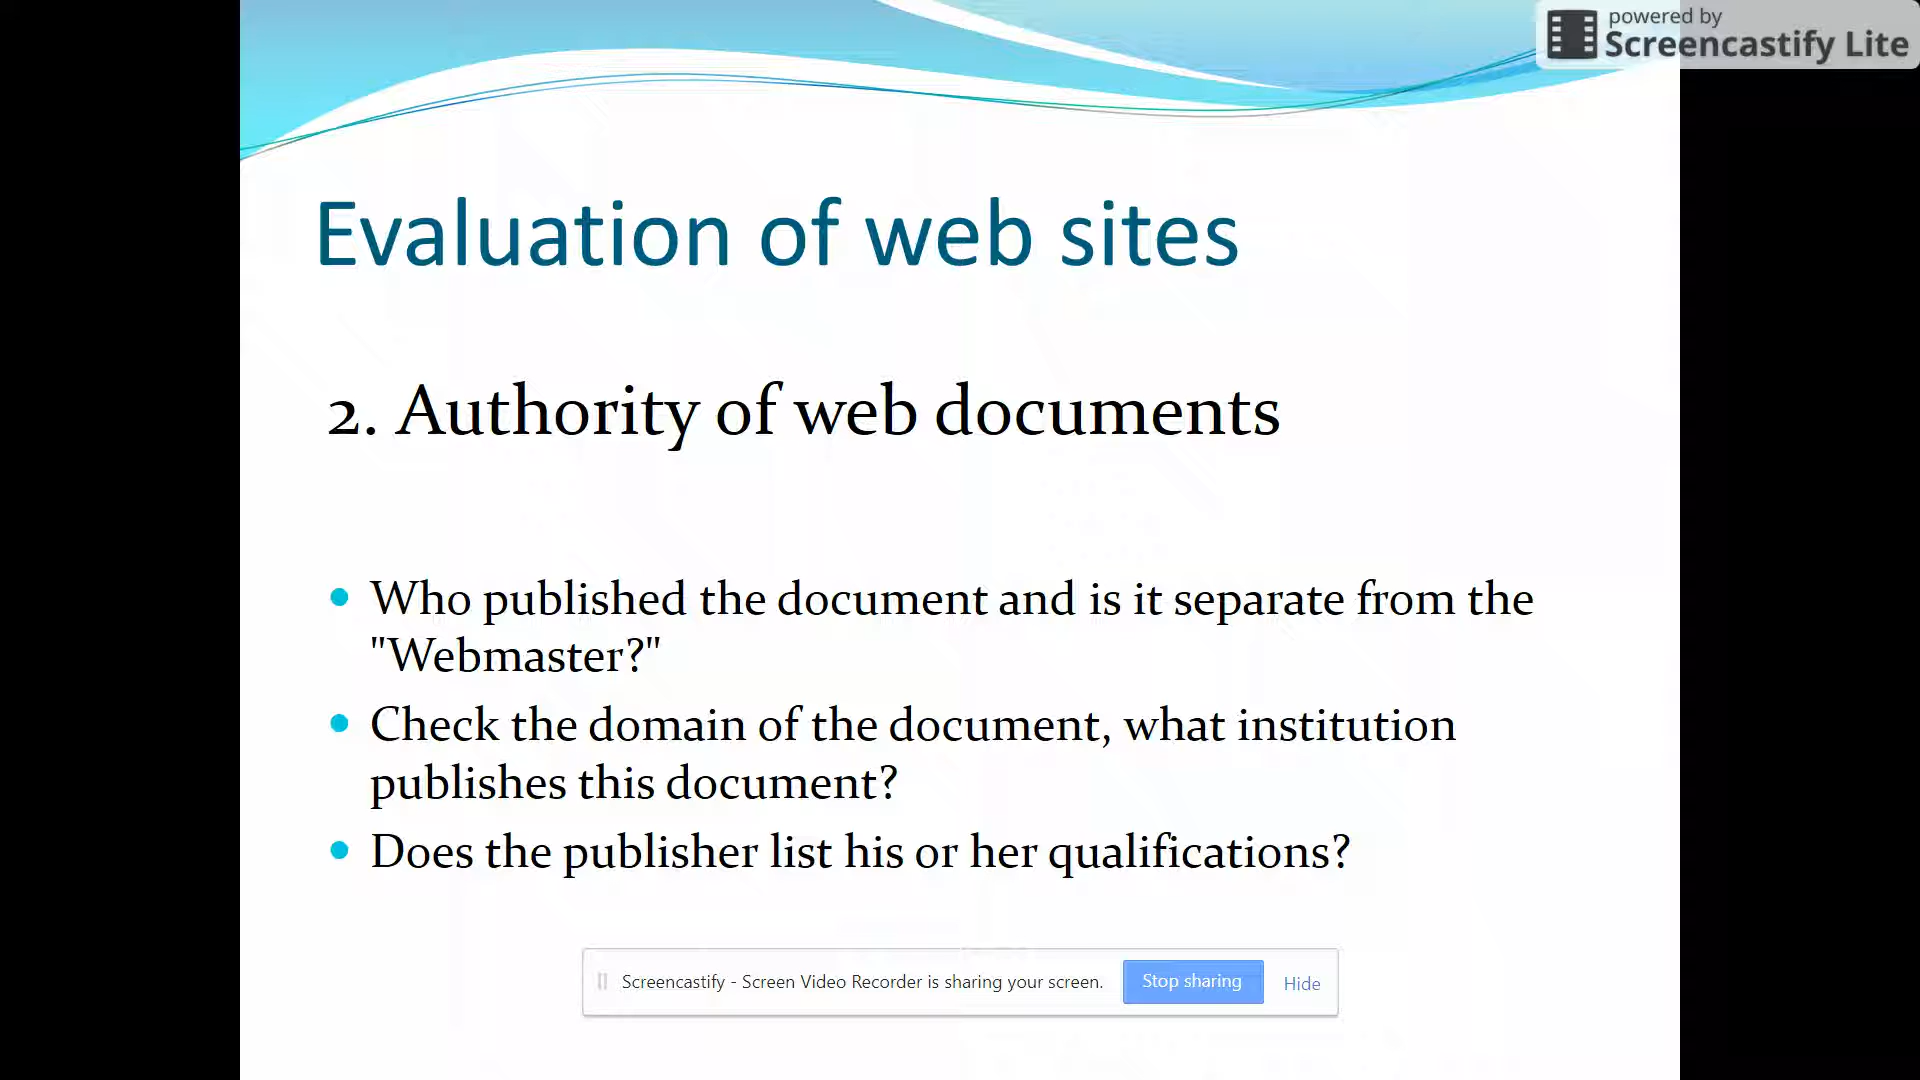 powered by
Screencastify Lite
Evaluation of web sites
2. Authority of web documents
• Who published the document and is it separate from the
"Webmaster?"
• Check the domain of the document, what institution
publishes this document?
• Does the publisher list his or her qualifications?
Screencastify - Screen Video Recorder is sharing your screen. Stop sharing Hide